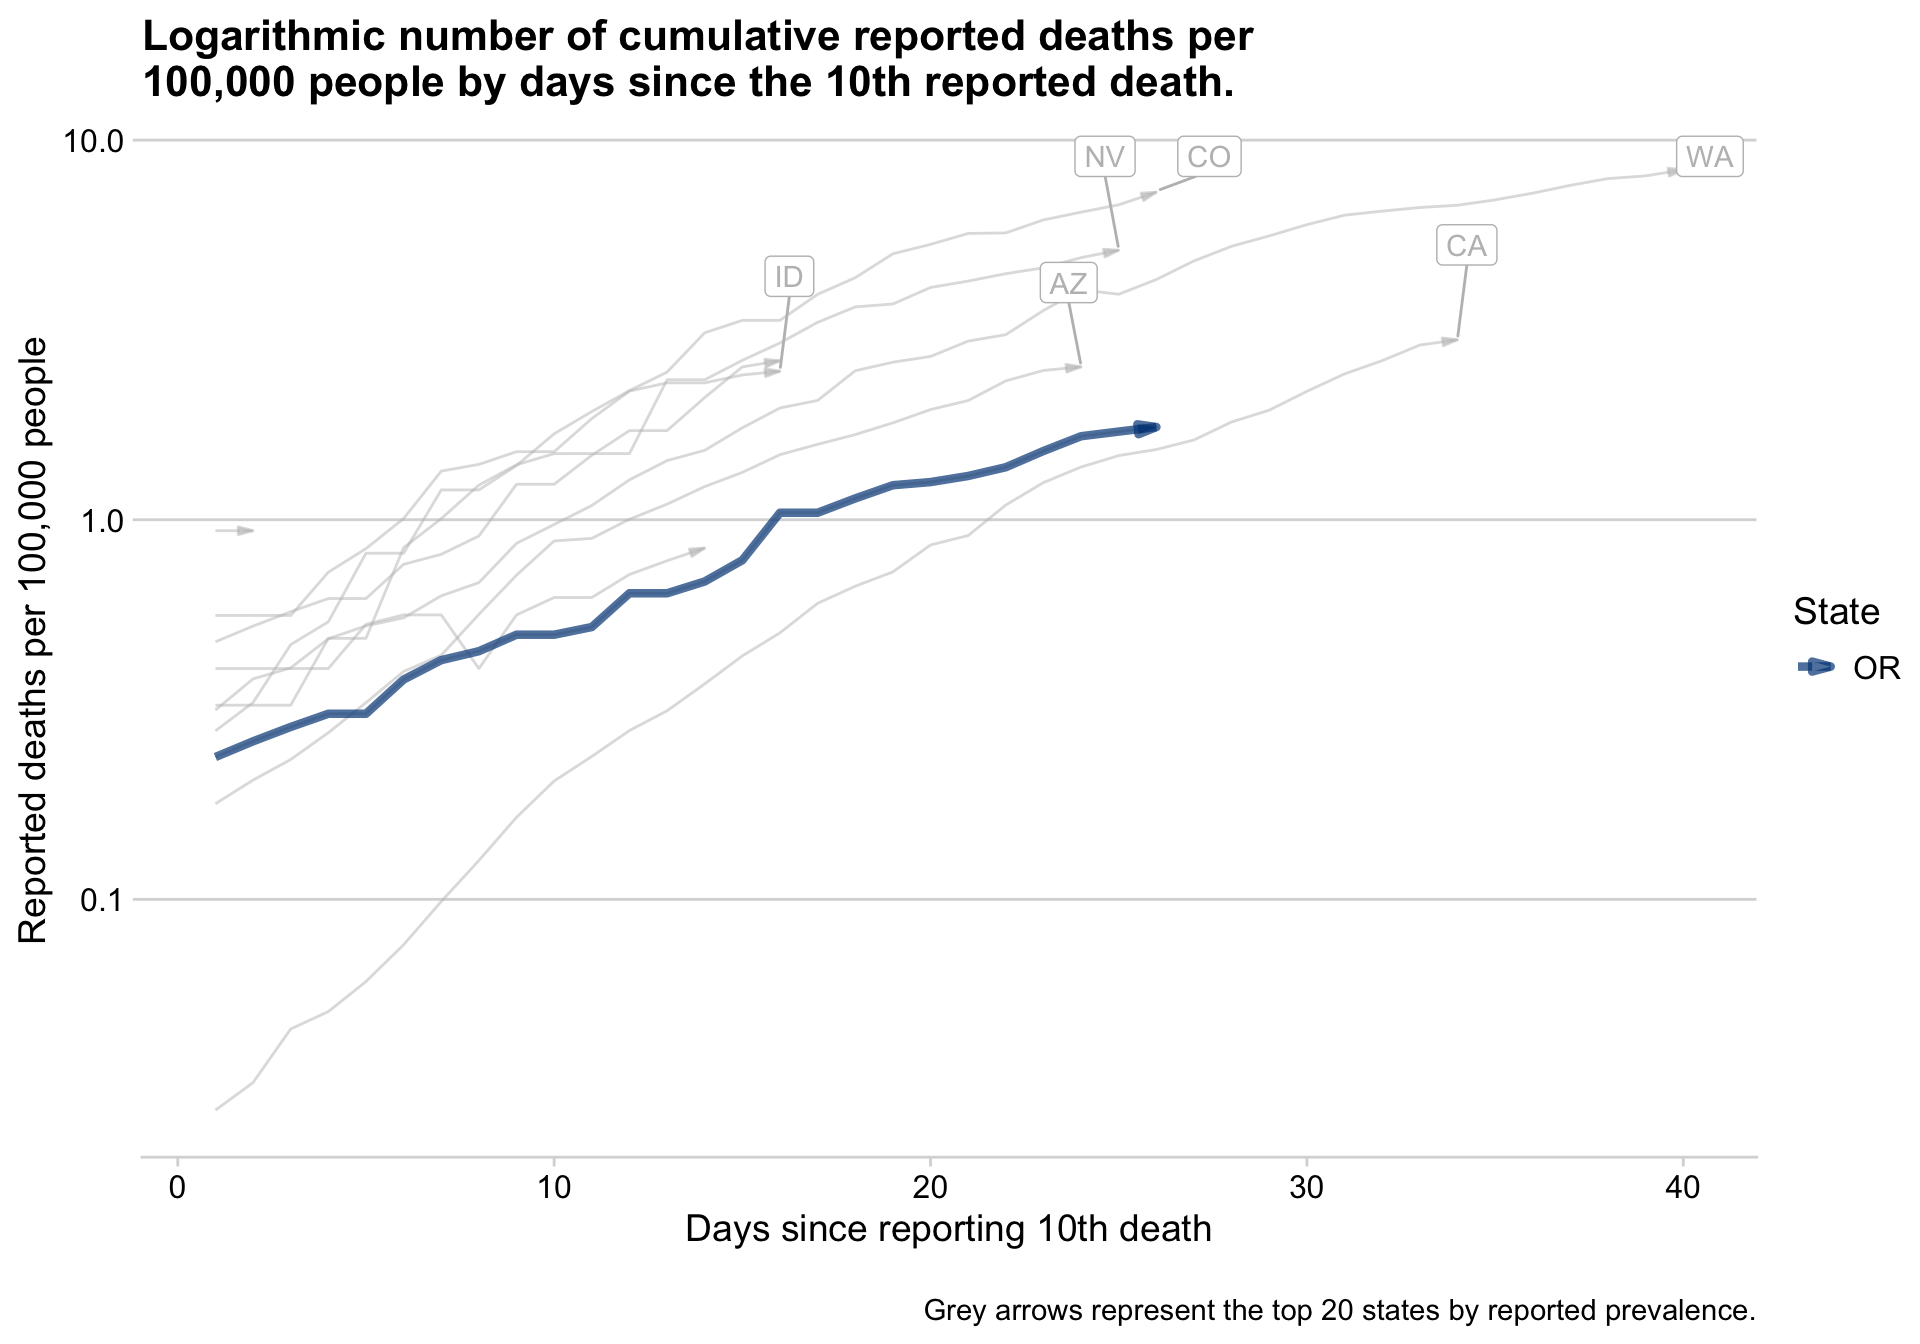 Logarithmic number of cumulative reported deaths per
100,000 people by days since the 10th reported death.
Reported deaths per 100,000 people
10.0
1.0
0.1
NV
CO
WA
CA
ID
AZ
State
OR
0
10
20
30
40
Days since reporting 10th death
Grey arrows represent the top 20 states by reported prevalence.